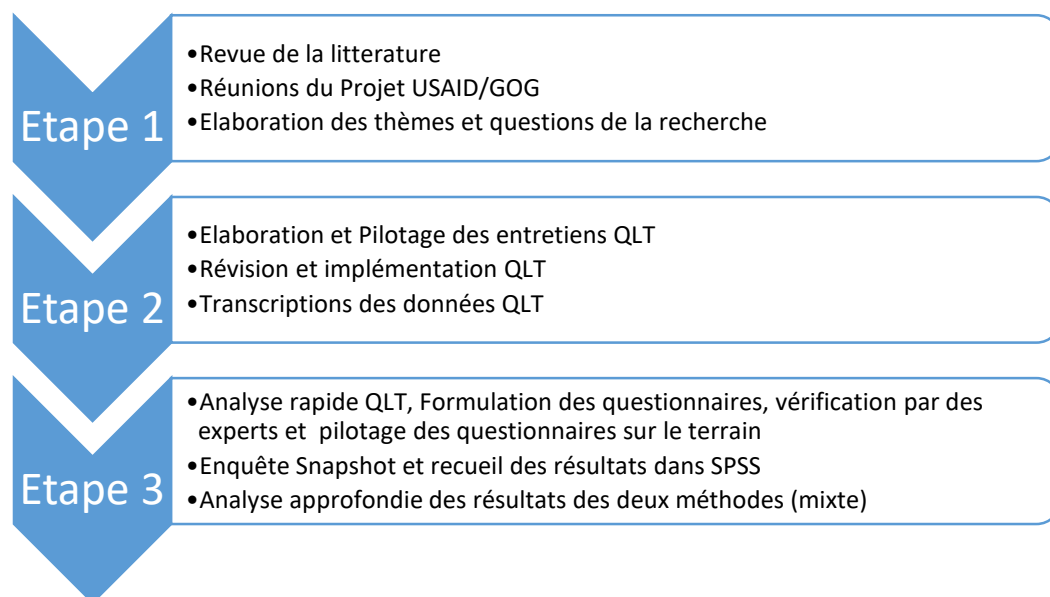 Etape 1
•Revue de la litterature
•Réunions du Projet USAID/GOG
•Elaboration des thèmes et questions de la recherche
Etape 2
•Elaboration et Pilotage des entretiens QLT
•Révision et implémentation QLT
•Transcriptions des données QLT
Etape 3
•Analyse rapide QLT, Formulation des questionnaires, vérification par des
experts et pilotage des questionnaires sur le terrain
•Enquête Snapshot et recueil des résultats dans SPSS
•Analyse approfondie des résultats des deux méthodes (mixte)